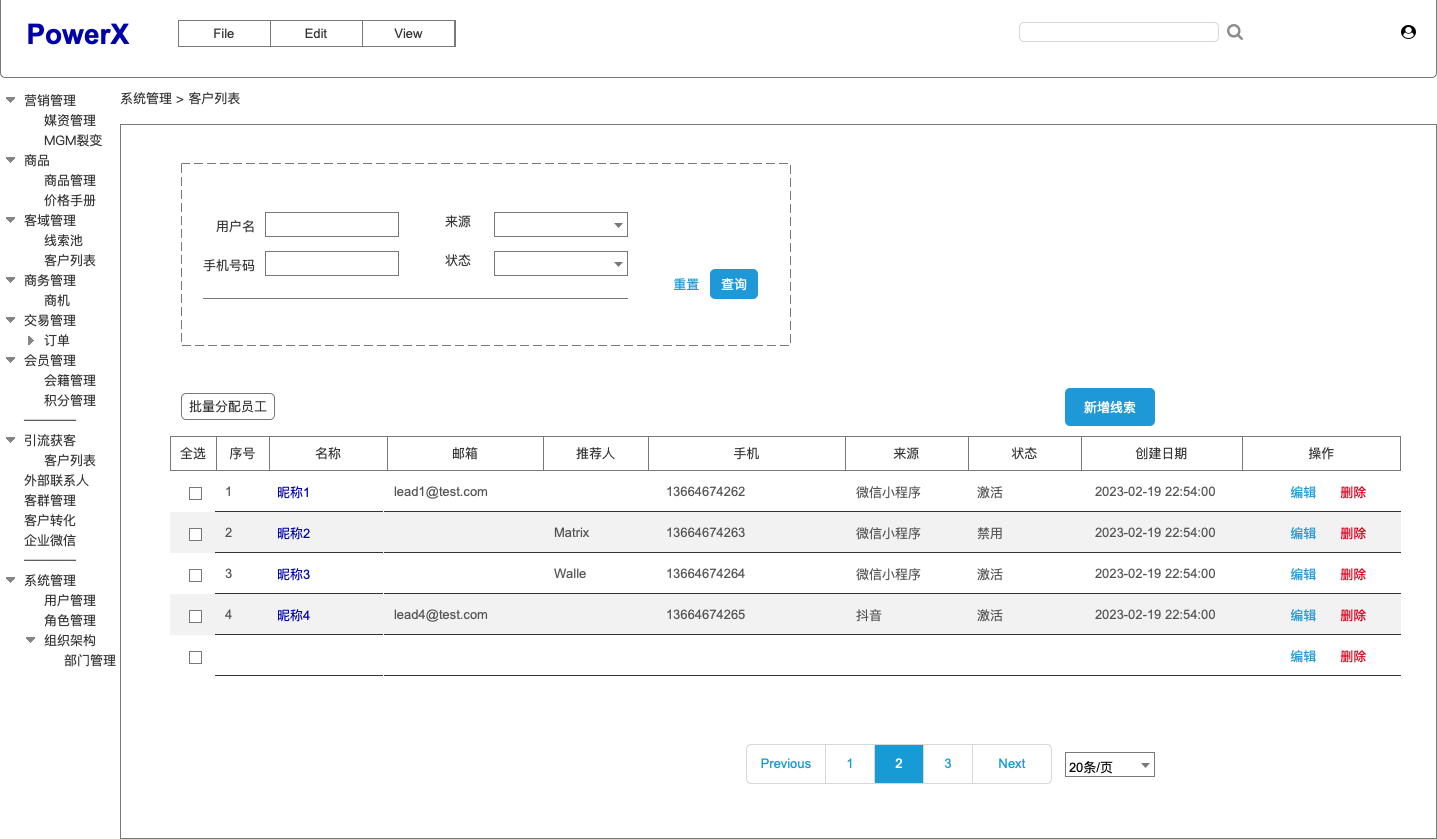 PowerX
File Edit View
系统管理 > 客户列表
营销管理
媒资管理
MGM裂变
商品
商品管理
价格手册
客域管理
线索池
客户列表
商务管理
商机
交易管理
订单
会员管理
会籍管理
积分管理
引流获客
客户列表
外部联系人
客群管理
客户转化
企业微信
系统管理
用户管理
角色管理
组织架构
部门管理
用户名 来源
手机号码 状态
重置 查询
批量分配员工 新增线索
全选 序号 名称 邮箱 推荐人 手机 来源 状态 创建日期 操作
1 昵称1 lead1@test.com 13664674262 微信小程序 激活 2023-02-19 22:54:00 编辑 删除
2 昵称2 Matrix 13664674263 微信小程序 禁用 2023-02-19 22:54:00 编辑 删除
3 昵称3 Walle 13664674264 微信小程序 激活 2023-02-19 22:54:00 编辑 删除
4 昵称4 lead4@test.com 13664674265 抖音 激活 2023-02-19 22:54:00 编辑 删除
编辑 删除
Previous 1 2 3 Next 20条/页